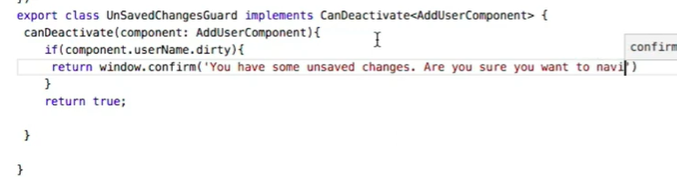 export class UnSavedChangesGuard implements CanDeactivate<AddUserComponent> {
canDeactivate(component: AddUserComponent){
if(component.userName.dirty){
confirm
return window.confirm('You have some unsaved changes. Are you sure you want to navi')
}
return true;
}
}